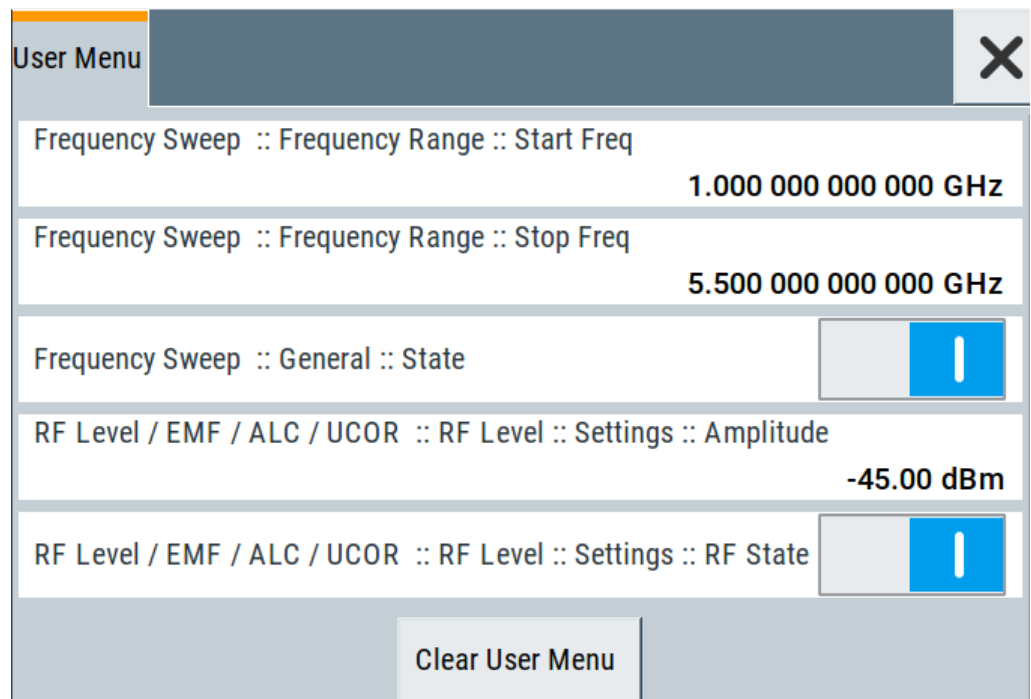 User Menu
Frequency Sweep :: Frequency Range :: Start Freq
1.000 000 000 000 GHz
Frequency Sweep :: Frequency Range :: Stop Freq
5.500 000 000 000 GHz
Frequency Sweep :: General :: State
RF Level / EMF / ALC / UCOR :: RF Level :: Settings :: Amplitude
-45.00 dBm
RF Level / EMF / ALC / UCOR :: RF Level :: Settings :: RF State
Clear User Menu